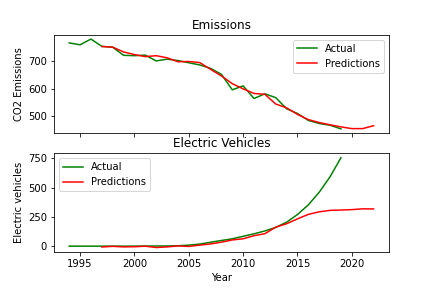 Emissions
CO2 Emissions
700
600
500
Actual
Predictions
Electric Vehicles
Electric vehicles
750
500
250
0
Actual
Predictions
1995 2000 2005 2010 2015 2020
Year